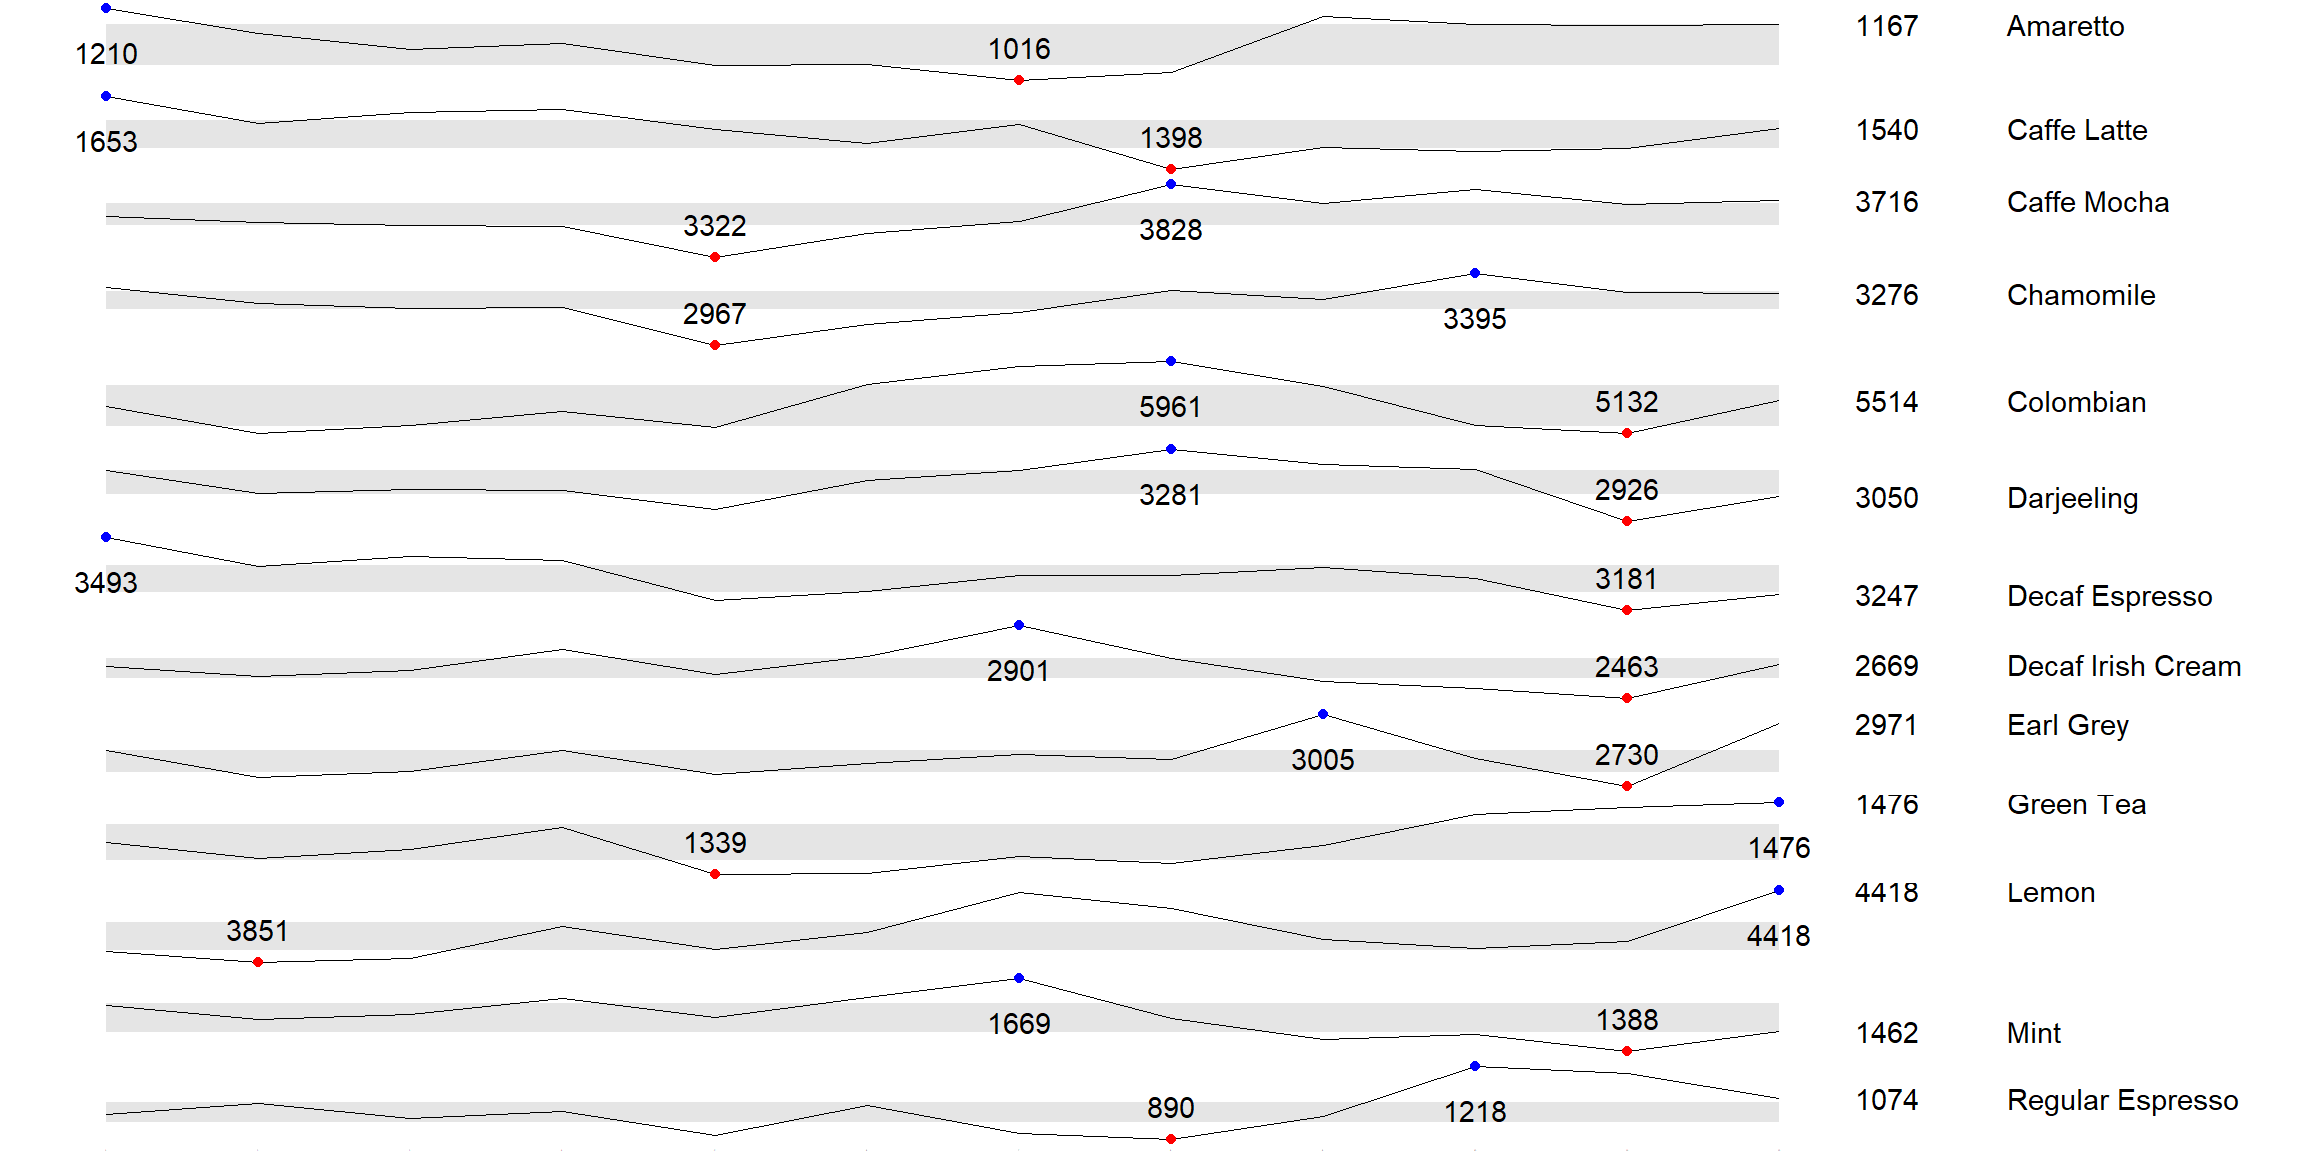 1210 1016 1167 Amaretto
1653 1398 1540 Caffe Latte
3322 3828 3716 Caffe Mocha
2967 3395 3276 Chamomile
5961 5132 5514 Colombian
3281 2926 3050 Darjeeling
3493 3181 3247 Decaf Espresso
2901 2463 2669 Decaf Irish Cream
3005 2730 2971 Earl Grey
1339 1476 1476 Green Tea
3851 4418 4418 Lemon
1669 1388 1462 Mint
890 1218 1074 Regular Espresso